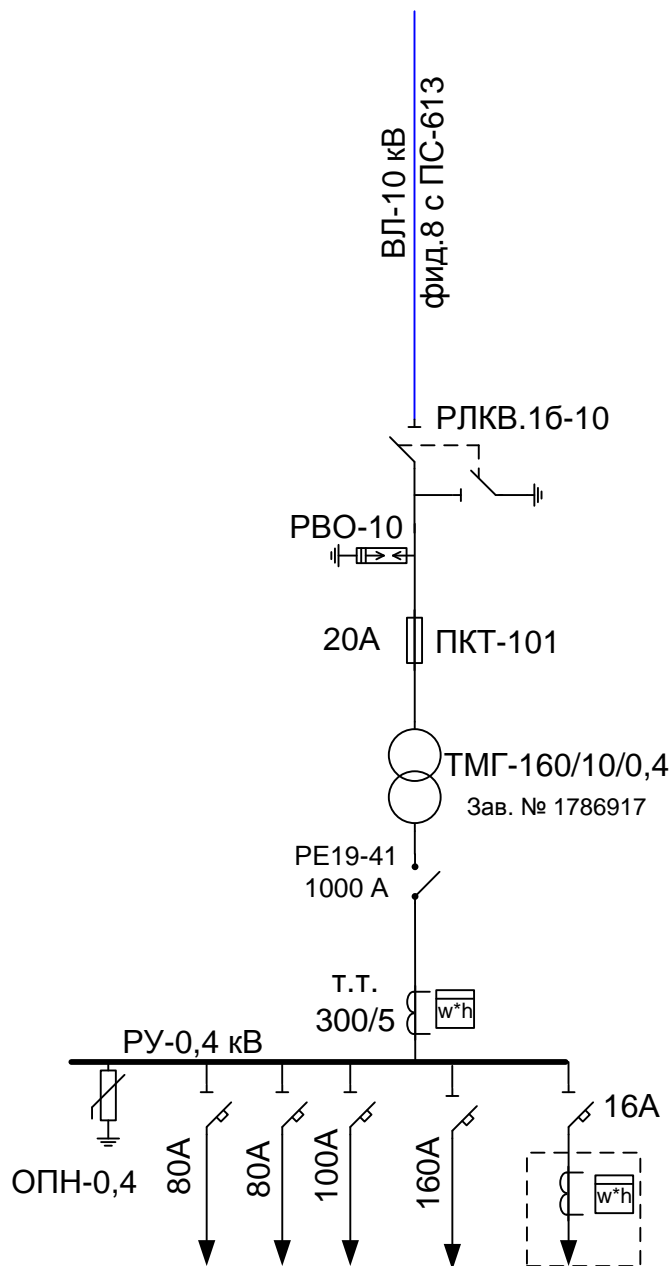 ВЛ-10 кВ
фид.8 с ПС-613
РЛКВ.1б-10
РВО-10
20А
ПКТ-101
ТМГ-160/10/0,4
Зав. № 1786917
РЕ19-41
1000 А
т.т.
300/5
w*h
РУ-0,4 кВ
16А
80А
80А
100А
160А
ОПН-0,4
w*h